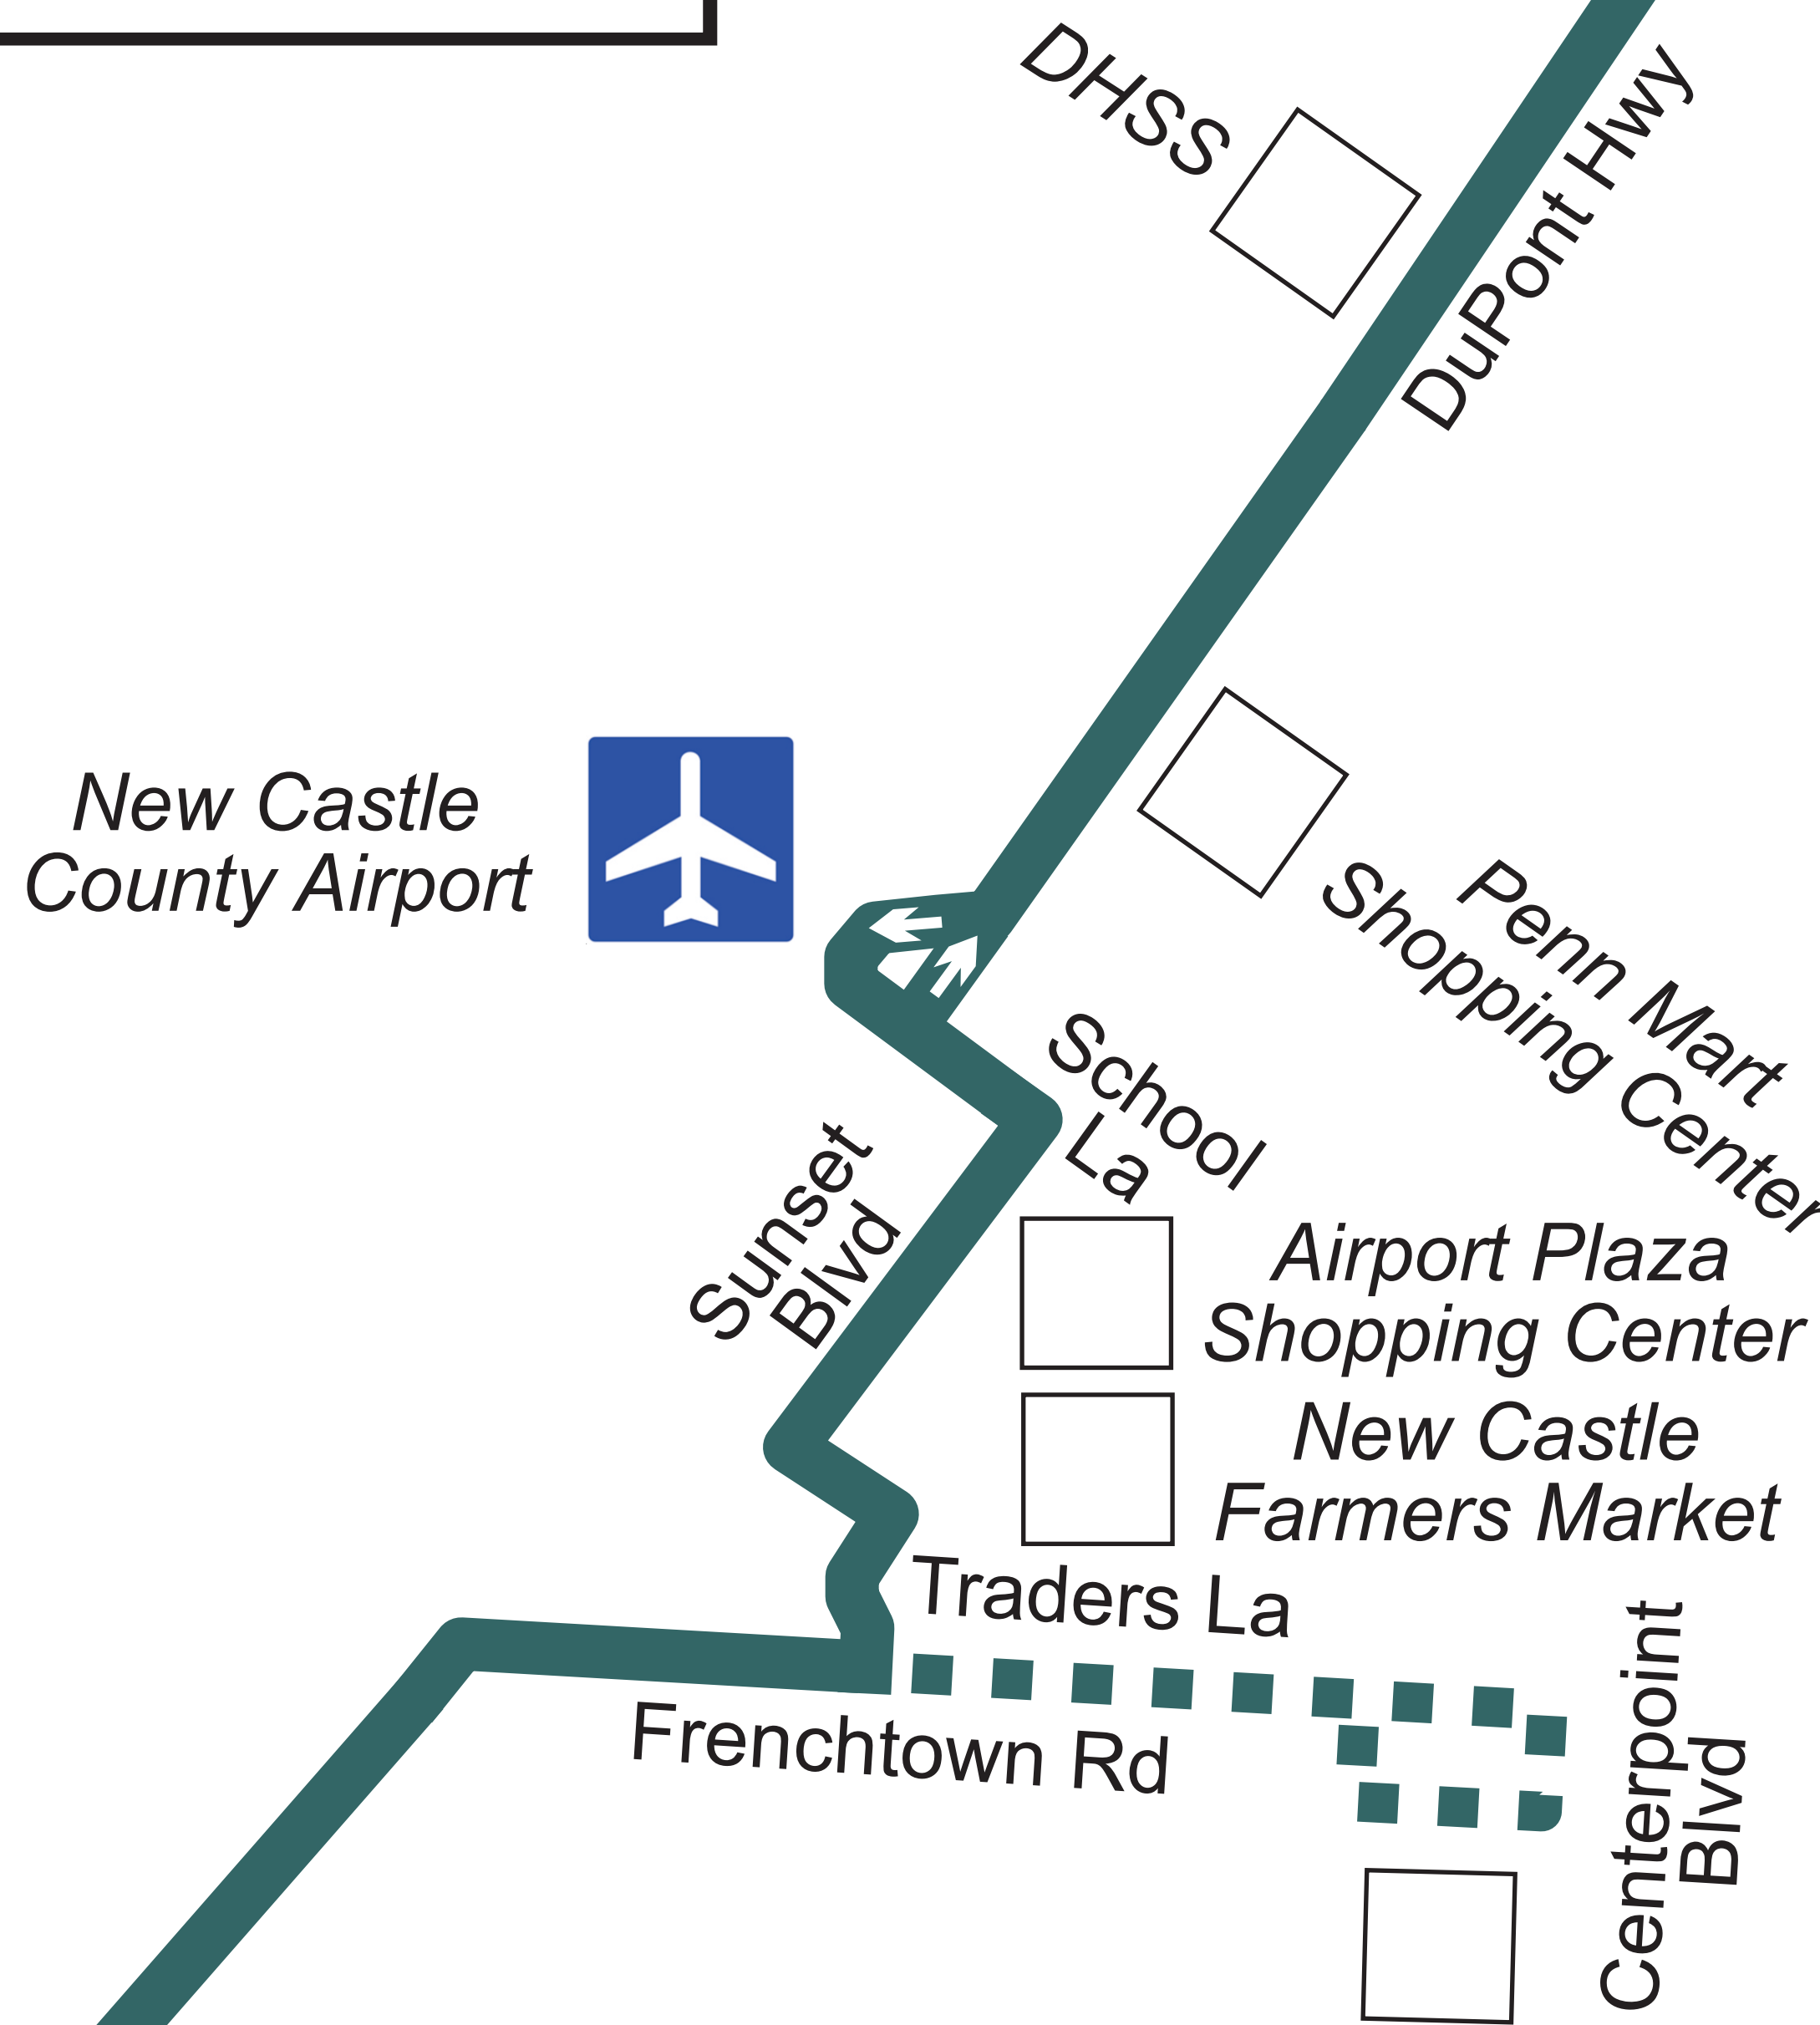 DHSS
DuPont Hwy
New Castle
County Airport
Penn Mart
Shopping Center
School
La
Sunset
Blvd
Airport Plaza
Shopping Center
New Castle
Farmers Market
Traders La
Frenchtown Rd
Centerpoint
Blvd